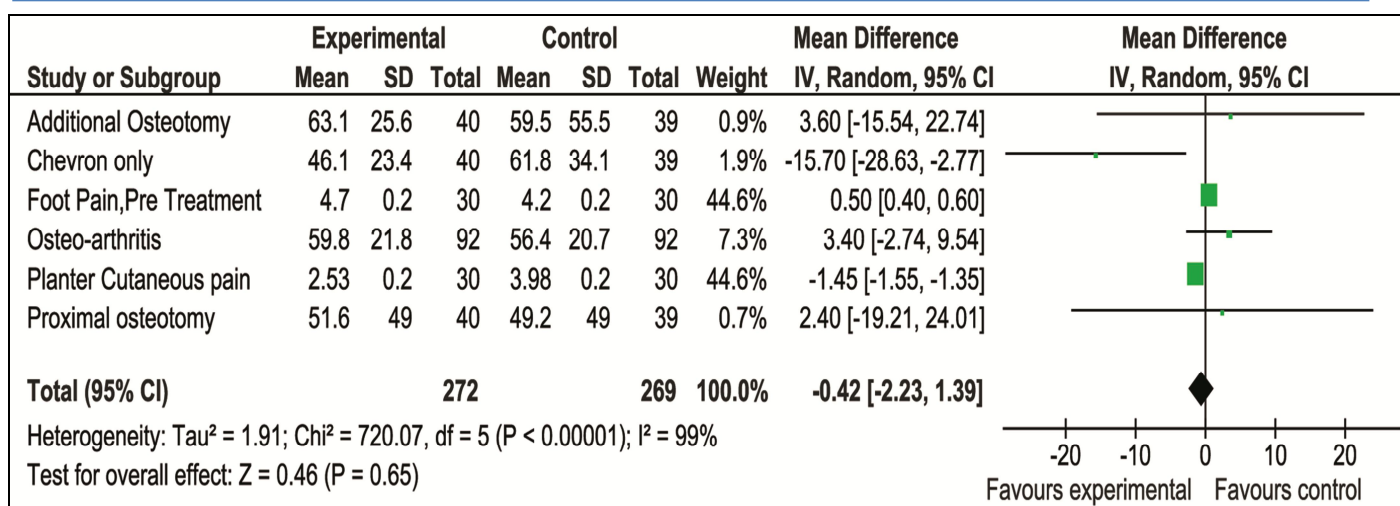 Experimental Control Mean Difference Mean Difference
Study or Subgroup Mean SD Total Mean SD Total Weight IV, Random, 95% CI IV, Random, 95% CI
Additional Osteotomy 63.1 25.6 40 59.5 55.5 39 0.9% 3.60 [-15.54, 22.74]
Chevron only 46.1 23.4 40 61.8 34.1 39 1.9% -15.70 [-28.63, -2.77]
Foot Pain,Pre Treatment 4.7 0.2 30 4.2 0.2 30 44.6% 0.50 [0.40, 0.60]
Osteo-arthritis 59.8 21.8 92 56.4 20.7 92 7.3% 3.40 [-2.74, 9.54]
Planter Cutaneous pain 2.53 0.2 30 3.98 0.2 30 44.6% -1.45 [-1.55, -1.35]
Proximal osteotomy 51.6 49 40 49.2 49 39 0.7% 2.40 [-19.21, 24.01]
Total (95% CI) 272 269 100.0% -0.42 [-2.23, 1.39]
Heterogeneity: Tau² = 1.91; Chi² = 720.07, df = 5 (P < 0.00001); I² = 99%
Test for overall effect: Z = 0.46 (P = 0.65)
-20 -10 0 10 20
Favours experimental Favours control